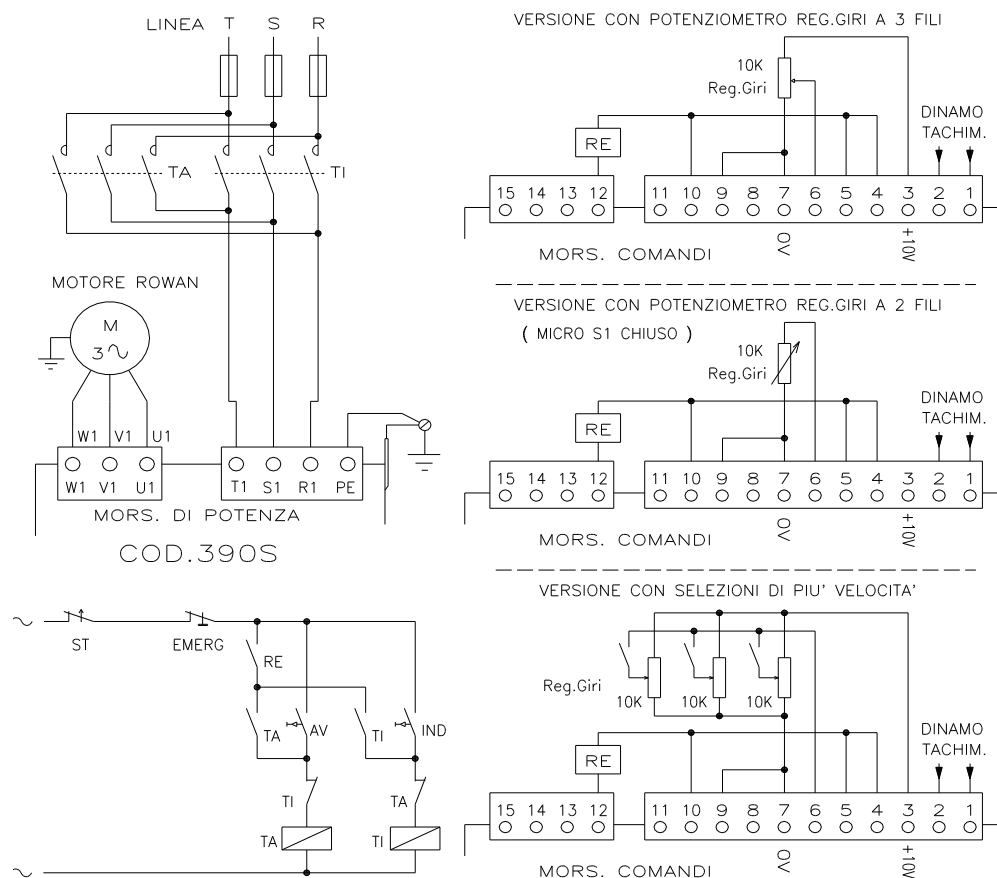 LINEA T S R
TA
TI
MOTORE ROWAN
M
3
W1 V1 U1
W1 V1 U1
T1 S1 R1 PE
MORS. DI POTENZA
COD.390S
ST
EMERG
RE
TA
AV
TI
IND
TI
TA
TA
TI
VERSIONE CON POTENZIOMETRO REG.GIRI A 3 FILI
10K
Reg.Giri
DINAMO
TACHIM.
RE
15 14 13 12 11 10 9 8 7 6 5 4 3 2 1
MORS. COMANDI
0V
+10V
VERSIONE CON POTENZIOMETRO REG.GIRI A 2 FILI
( MICRO S1 CHIUSO )
10K
Reg.Giri
DINAMO
TACHIM.
RE
15 14 13 12 11 10 9 8 7 6 5 4 3 2 1
MORS. COMANDI
0V
+10V
VERSIONE CON SELEZIONI DI PIU' VELOCITA'
Reg.Giri
10K 10K 10K
DINAMO
TACHIM.
RE
15 14 13 12 11 10 9 8 7 6 5 4 3 2 1
MORS. COMANDI
0V
+10V